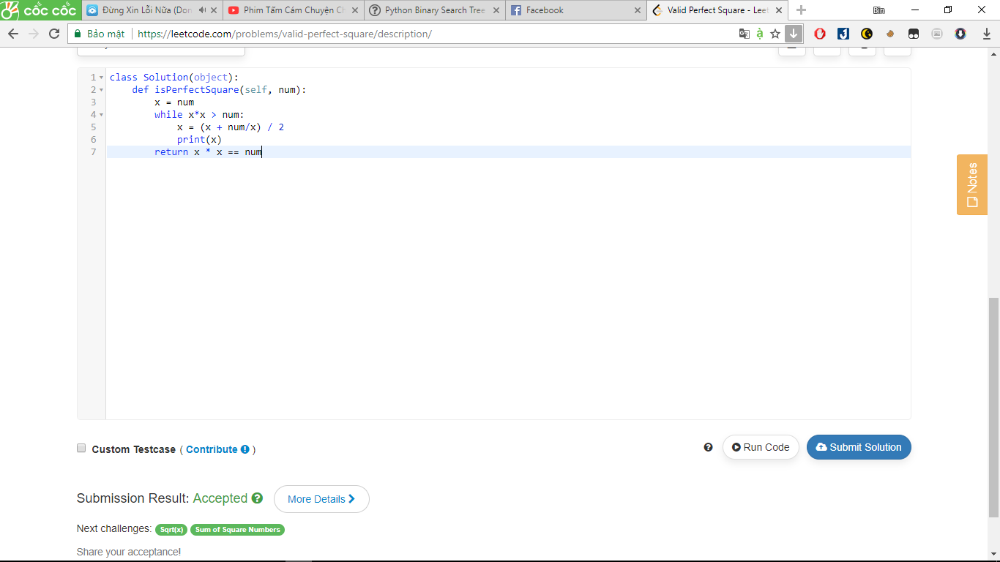 cốc cốc
Đừng Xin Lỗi Nữa (Don
Phim Tấm Cám Chuyện Ch
Python Binary Search Tree
Facebook
Valid Perfect Square - Leet
Bin
Bảo mật
https://leetcode.com/problems/valid-perfect-square/description/
1 class Solution(object):
2 def isPerfectSquare(self, num):
3 x = num
4 while x*x > num:
5 x = (x + num/x) / 2
6 print(x)
7 return x * x == num
Notes
Custom Testcase ( Contribute )
Run Code
Submit Solution
Submission Result: Accepted
More Details
Next challenges: Sqrt(x) Sum of Square Numbers
Share your acceptance!